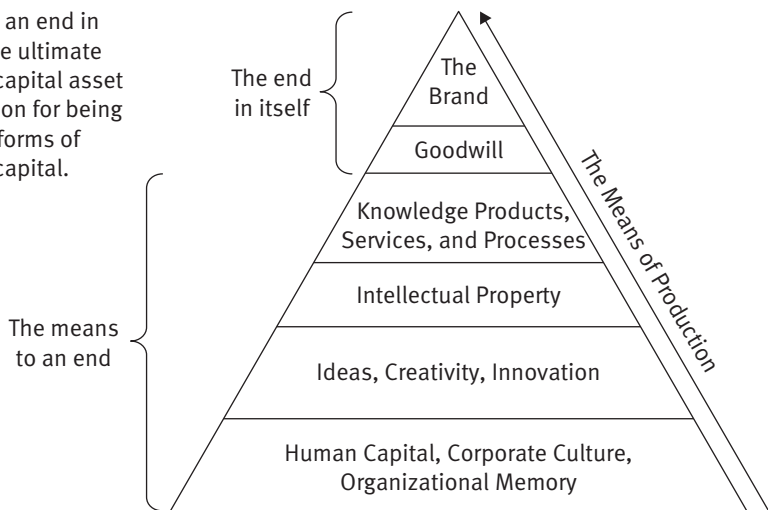 an end in
e ultimate
capital asset
on for being
forms of
capital.
The end
in itself
The
Brand
Goodwill
Knowledge Products,
Services, and Processes
Intellectual Property
Ideas, Creativity, Innovation
Human Capital, Corporate Culture,
Organizational Memory
The means
to an end
The Means of Production